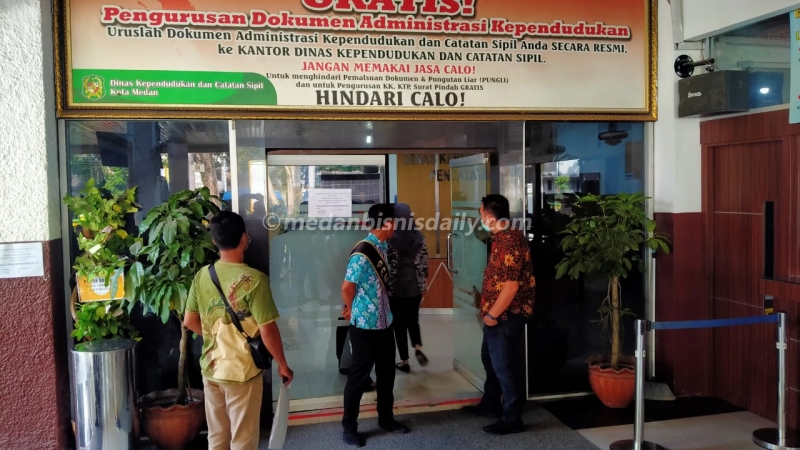 GRATIS!
Pengurusan Dokumen Administrasi Kependudukan
Uruslah Dokumen Administrasi Kependudukan dan Catatan Sipil Anda SECARA RESMI,
ke KANTOR DINAS KEPENDUDUKAN DAN CATATAN SIPIL.
JANGAN MEMAKAI JASA CALO!
Untuk menghindari Pemalsuan Dokumen & Pungutan Liar (PUNGLI)
dan untuk Pengurusan KK, KTP, Surat Pindah GRATIS
HINDARI CALO!
Dinas Kependudukan dan Catatan Sipil
Kota Medan
©medanbisnisdaily.com